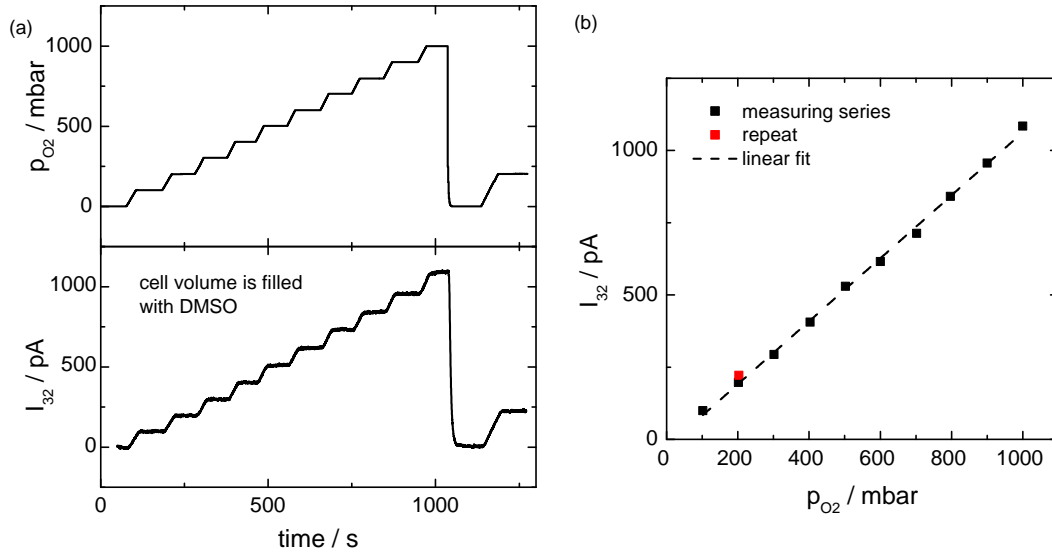 (a)
1000
500
0
p_O2 / mbar
cell volume is filled
with DMSO
1000
500
0
I_32 / pA
0
500
1000
time / s
(b)
measuring series
repeat
linear fit
1000
500
0
I_32 / pA
0
200
400
600
800
1000
p_O2 / mbar